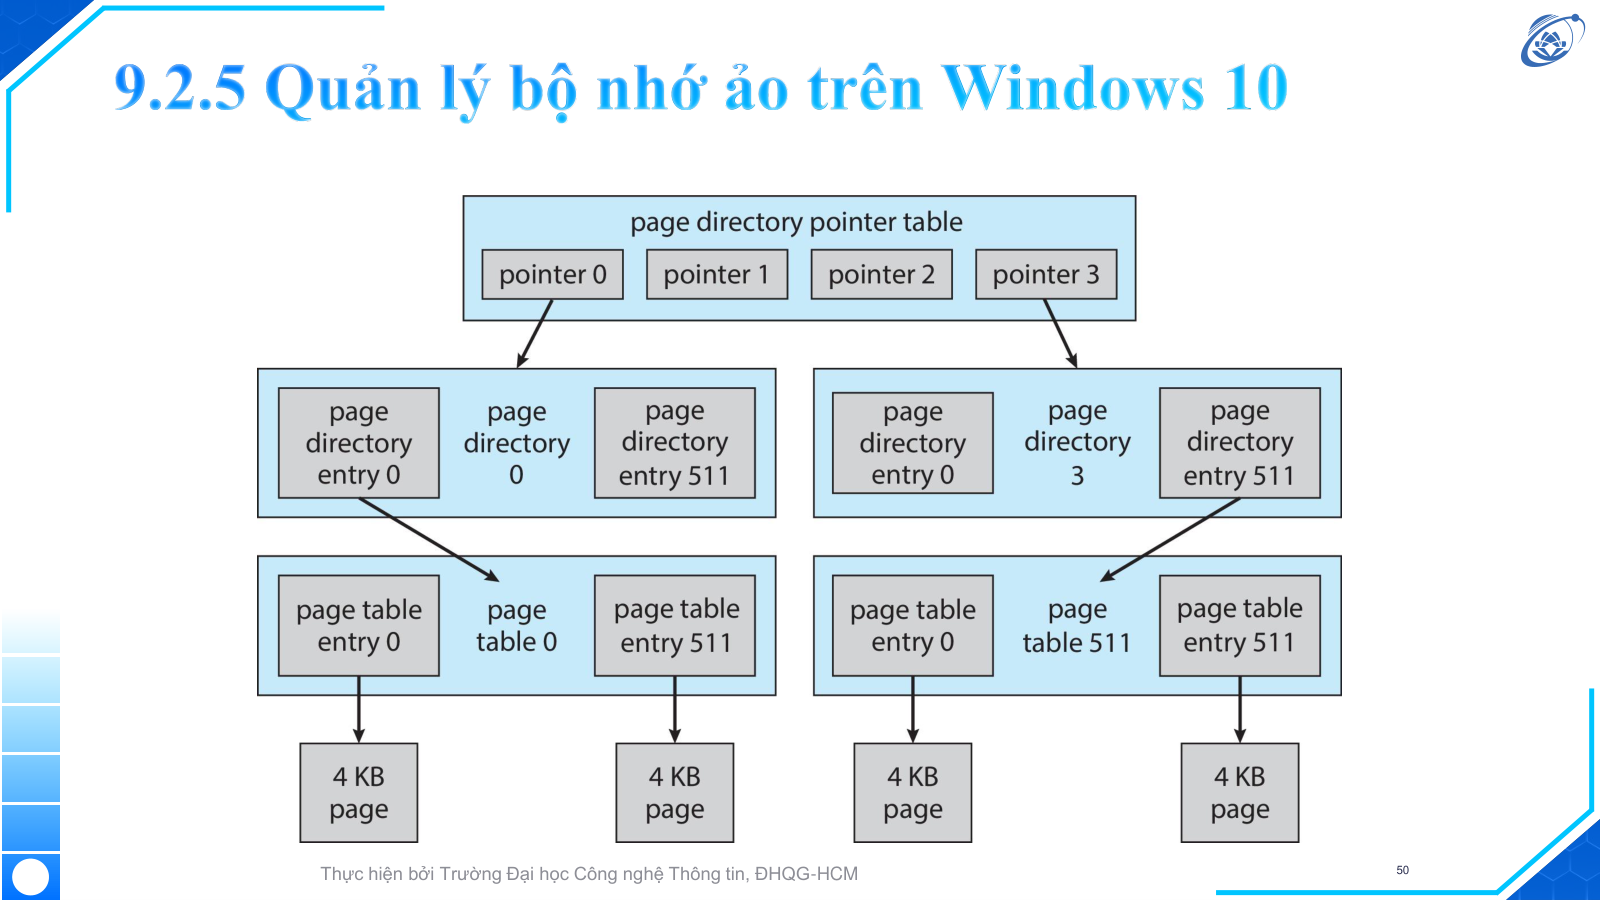 9.2.5 Quản lý bộ nhớ ảo trên Windows 10
page directory pointer table
pointer 0
pointer 1
pointer 2
pointer 3
page
directory
entry 0
page
directory
0
page
directory
entry 511
page
directory
entry 0
page
directory
3
page
directory
entry 511
page table
entry 0
page
table 0
page table
entry 511
page table
entry 0
page
table 511
page table
entry 511
4 KB
page
4 KB
page
4 KB
page
4 KB
page
Thực hiện bởi Trường Đại học Công nghệ Thông tin, ĐHQG-HCM
50